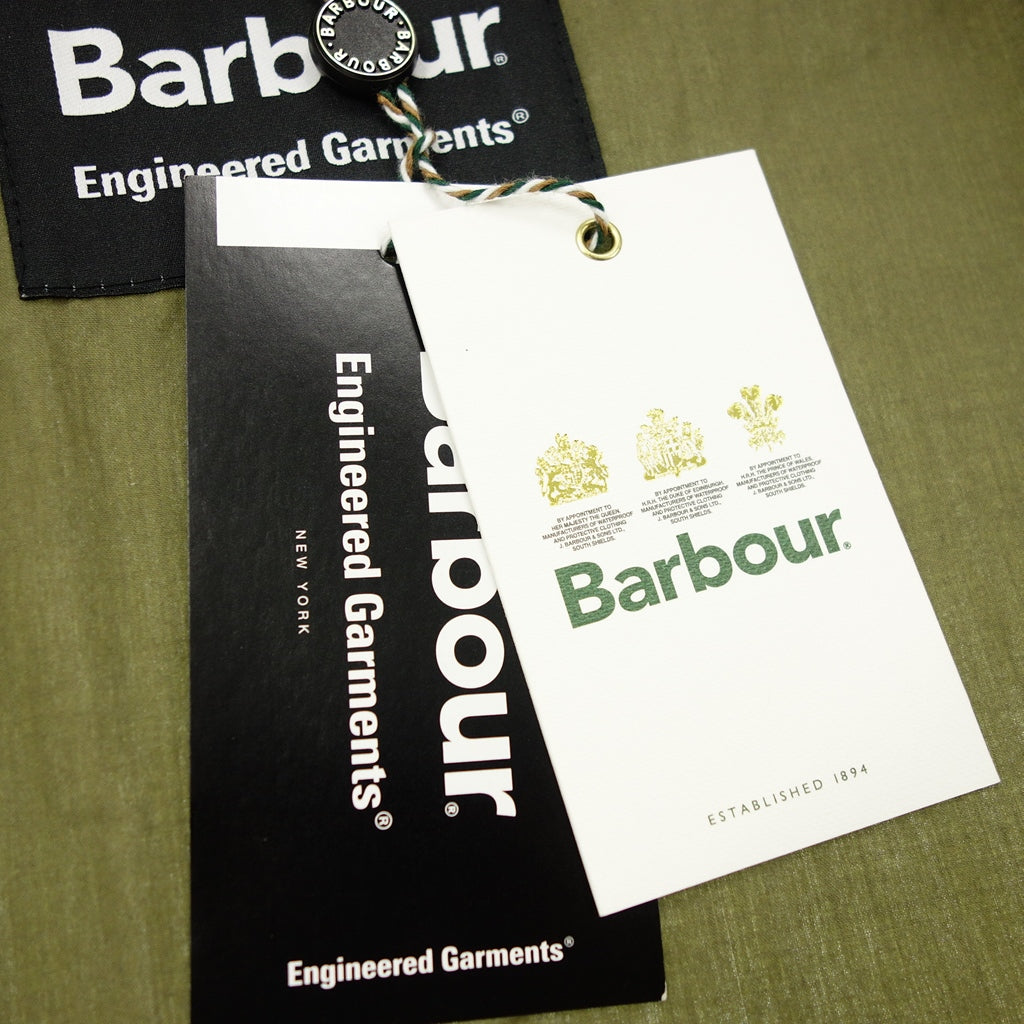 Barbour®
BARBOUR · BARBOUR ·
Engineered Garments®
Barbour®
Engineered Garments®
NEW YORK
Engineered Garments®
BY APPOINTMENT TO
HER MAJESTY THE QUEEN,
MANUFACTURERS OF WATERPROOF
AND PROTECTIVE CLOTHING
J. BARBOUR & SONS LTD.,
SOUTH SHIELDS.
BY APPOINTMENT TO
H.R.H. THE DUKE OF EDINBURGH,
MANUFACTURERS OF WATERPROOF
AND PROTECTIVE CLOTHING
J. BARBOUR & SONS LTD.,
SOUTH SHIELDS.
BY APPOINTMENT TO
H.R.H. THE PRINCE OF WALES,
MANUFACTURERS OF WATERPROOF
AND PROTECTIVE CLOTHING
J. BARBOUR & SONS LTD.,
SOUTH SHIELDS.
Barbour®
ESTABLISHED 1894